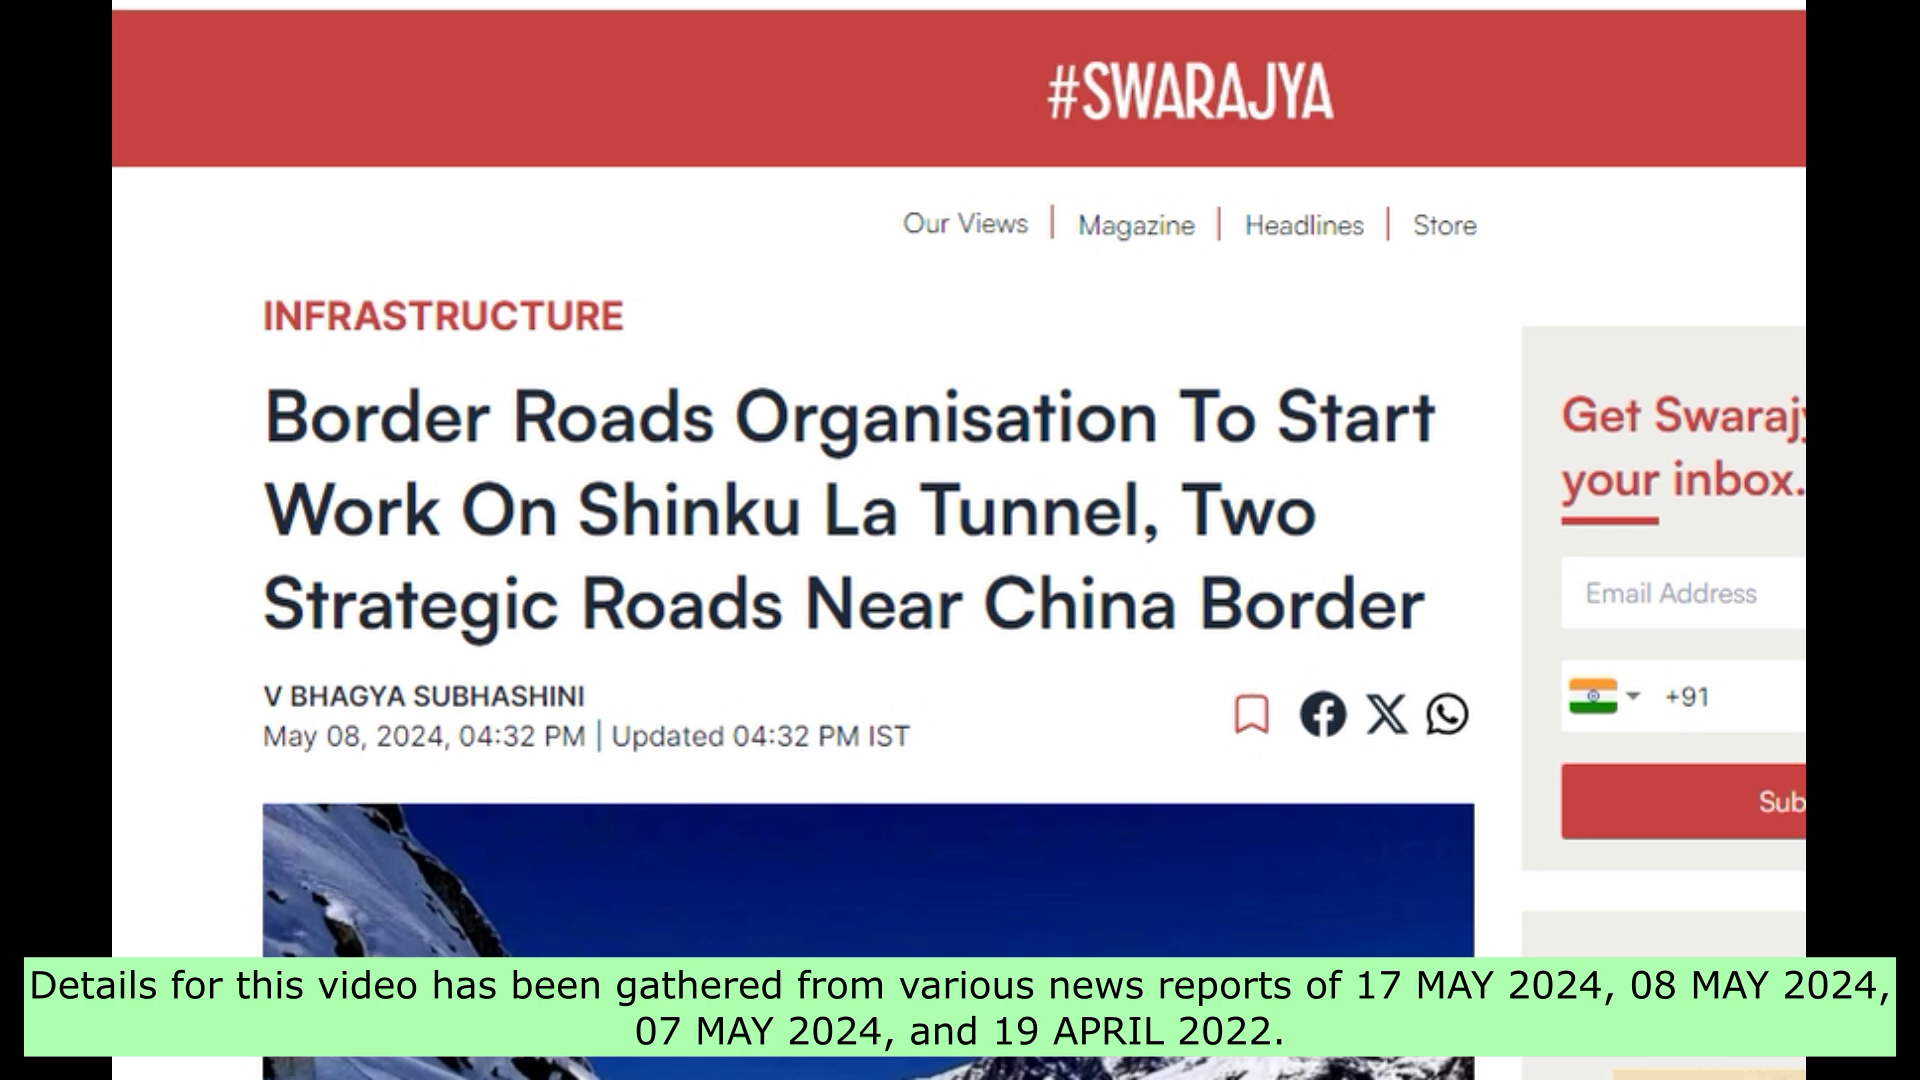 #SWARAJYA
Our Views | Magazine | Headlines | Store
INFRASTRUCTURE
Border Roads Organisation To Start
Work On Shinku La Tunnel, Two
Strategic Roads Near China Border
V BHAGYA SUBHASHINI
May 08, 2024, 04:32 PM | Updated 04:32 PM IST
Get Swarajy
your inbox.
Email Address
+91
Sub
Details for this video has been gathered from various news reports of 17 MAY 2024, 08 MAY 2024,
07 MAY 2024, and 19 APRIL 2022.